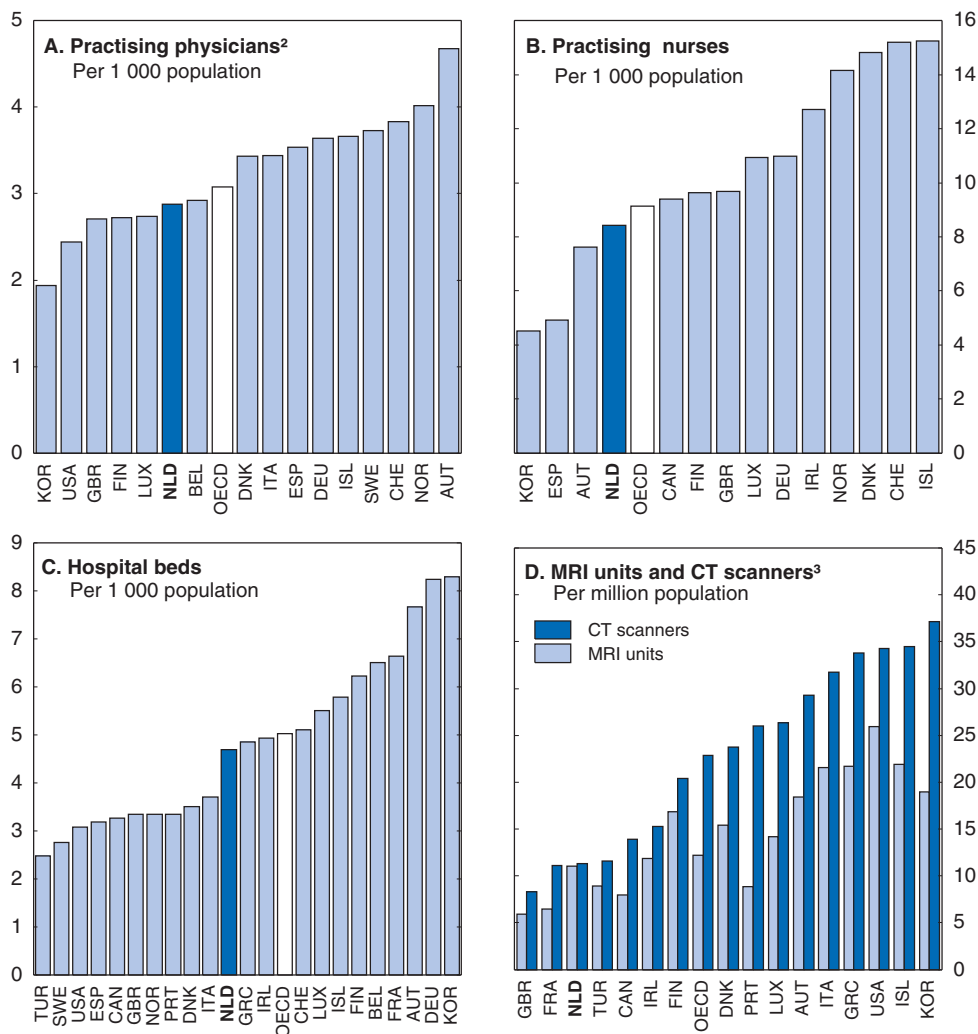 A. Practising physicians²
Per 1 000 population
5
4
3
2
1
0
KOR USA GBR FIN LUX NLD BEL OECD DNK ITA ESP DEU ISL SWE CHE NOR AUT
B. Practising nurses
Per 1 000 population
16
14
12
10
8
6
4
2
0
KOR ESP AUT NLD OECD CAN FIN GBR LUX DEU IRL NOR DNK CHE ISL
C. Hospital beds
Per 1 000 population
9
8
7
6
5
4
3
2
1
0
TUR SWE USA ESP CAN GBR NOR PRT DNK ITA NLD GRC IRL OECD CHE LUX ISL FIN BEL FRA AUT DEU KOR
D. MRI units and CT scanners³
Per million population
CT scanners
MRI units
45
40
35
30
25
20
15
10
5
0
GBR FRA NLD TUR CAN IRL FIN OECD DNK PRT LUX AUT ITA GRC USA ISL KOR